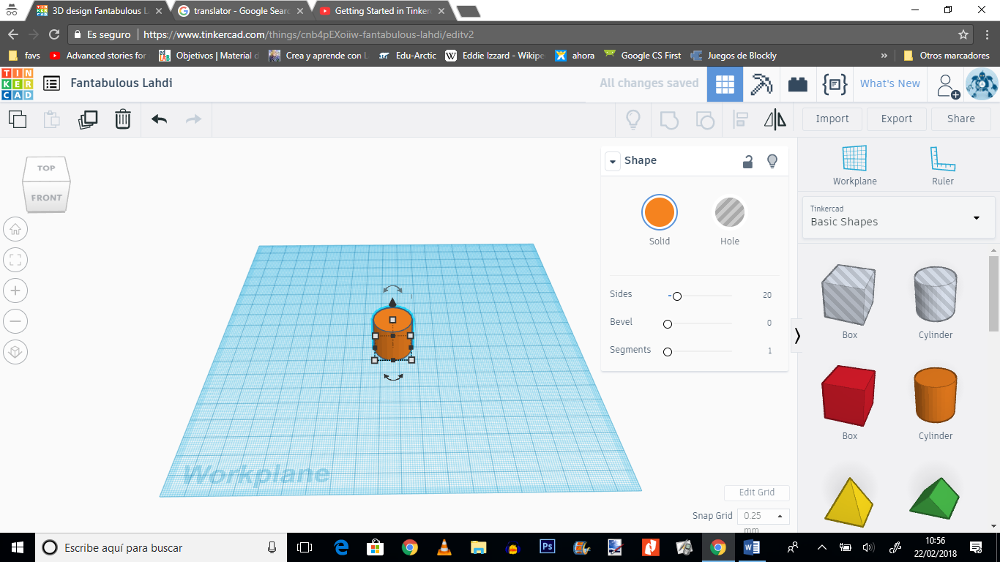 3D design Fantabulous L
translator - Google Sear
Getting Started in Tinker
Es seguro
https://www.tinkercad.com/things/cnb4pEXoiiw-fantabulous-lahdi/editv2
favs
Advanced stories for
Objetivos | Material d
Crea y aprende con L
Edu-Arctic
Eddie Izzard - Wikipe
ahora
Google CS First
Juegos de Blockly
»
Otros marcadores
TIN
KER
CAD
Fantabulous Lahdi
All changes saved
What's New
Import
Export
Share
TOP
FRONT
Shape
Solid
Hole
Sides 20
Bevel 0
Segments 1
Workplane
Ruler
Tinkercad
Basic Shapes
Box
Cylinder
Box
Cylinder
Workplane
Edit Grid
Snap Grid 0.25
mm
Escribe aquí para buscar
10:56
22/02/2018